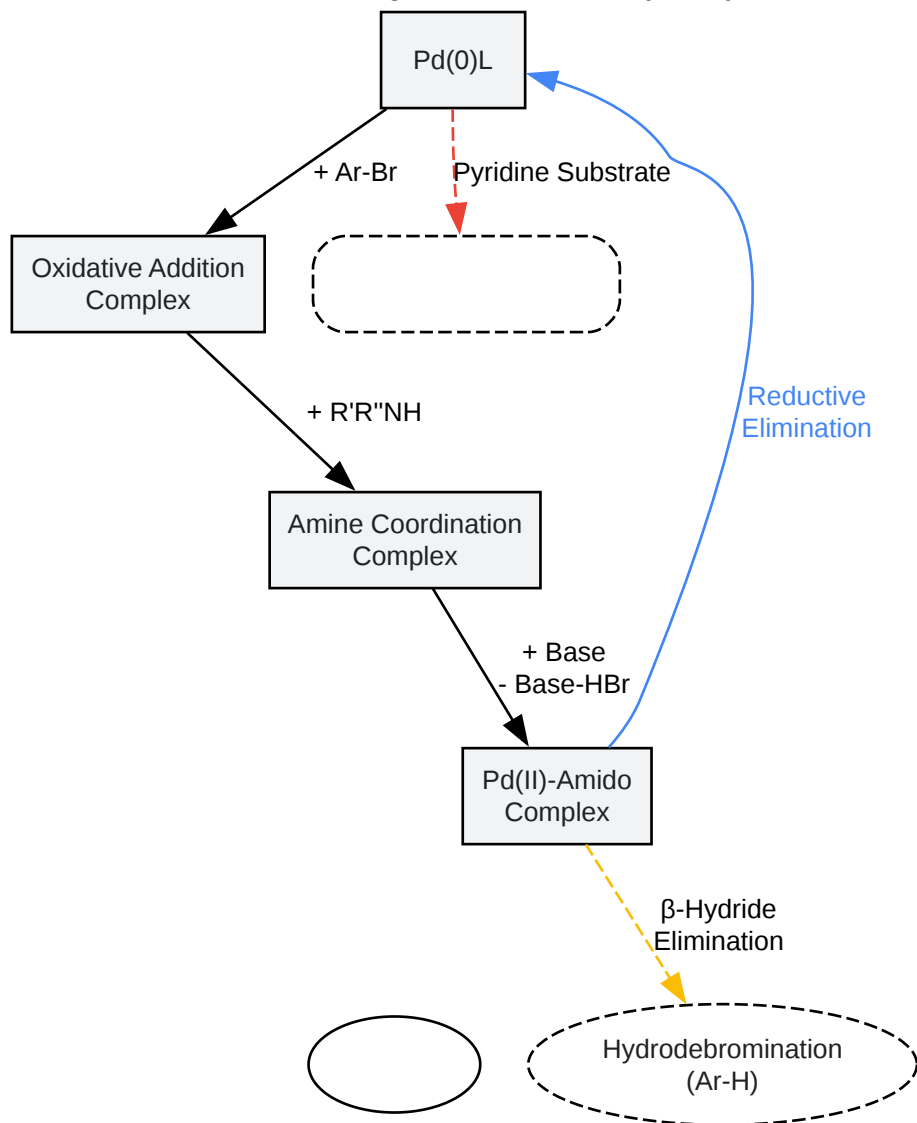 Pd(0)L
+ Ar-Br
Pyridine Substrate
Oxidative Addition
Complex
+ R'R"NH
Reductive
Elimination
Amine Coordination
Complex
+ Base
- Base-HBr
Pd(II)-Amido
Complex
β-Hydride
Elimination
Hydrodebromination
(Ar-H)